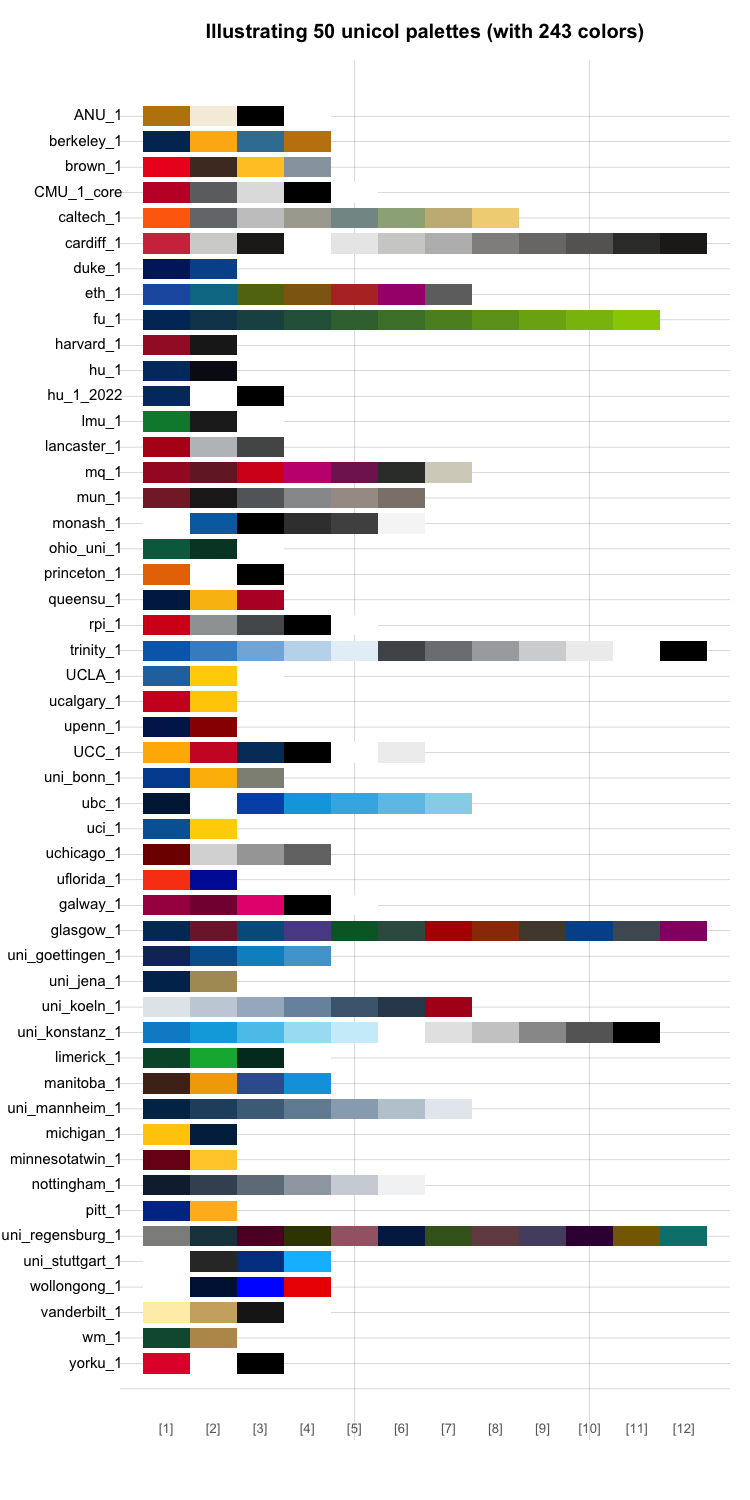 Illustrating 50 unicol palettes (with 243 colors)
ANU_1
berkeley_1
brown_1
CMU_1_core
caltech_1
cardiff_1
duke_1
eth_1
fu_1
harvard_1
hu_1
hu_1_2022
lmu_1
lancaster_1
mq_1
mun_1
monash_1
ohio_uni_1
princeton_1
queensu_1
rpi_1
trinity_1
UCLA_1
ucalgary_1
upenn_1
UCC_1
uni_bonn_1
ubc_1
uci_1
uchicago_1
uflorida_1
galway_1
glasgow_1
uni_goettingen_1
uni_jena_1
uni_koeln_1
uni_konstanz_1
limerick_1
manitoba_1
uni_mannheim_1
michigan_1
minnesotatwin_1
nottingham_1
pitt_1
uni_regensburg_1
uni_stuttgart_1
wollongong_1
vanderbilt_1
wm_1
yorku_1
[1] [2] [3] [4] [5] [6] [7] [8] [9] [10] [11] [12]